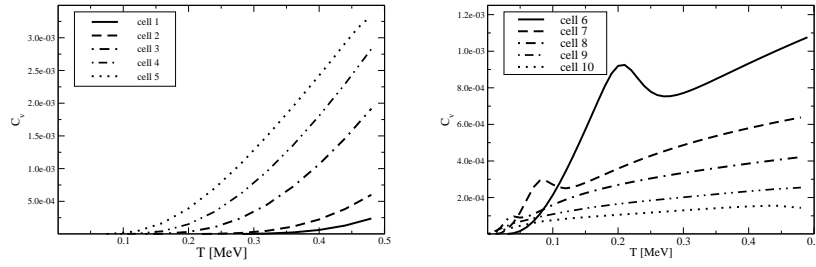 cell 1
cell 2
cell 3
cell 4
cell 5
3.0e-03
2.5e-03
2.0e-03
1.5e-03
1.0e-03
5.0e-04
C_v
0.1 0.2 0.3 0.4 0.5
T [MeV]
cell 6
cell 7
cell 8
cell 9
cell 10
1.2e-03
1.0e-03
8.0e-04
6.0e-04
4.0e-04
2.0e-04
C_v
0.1 0.2 0.3 0.4 0.
T [MeV]